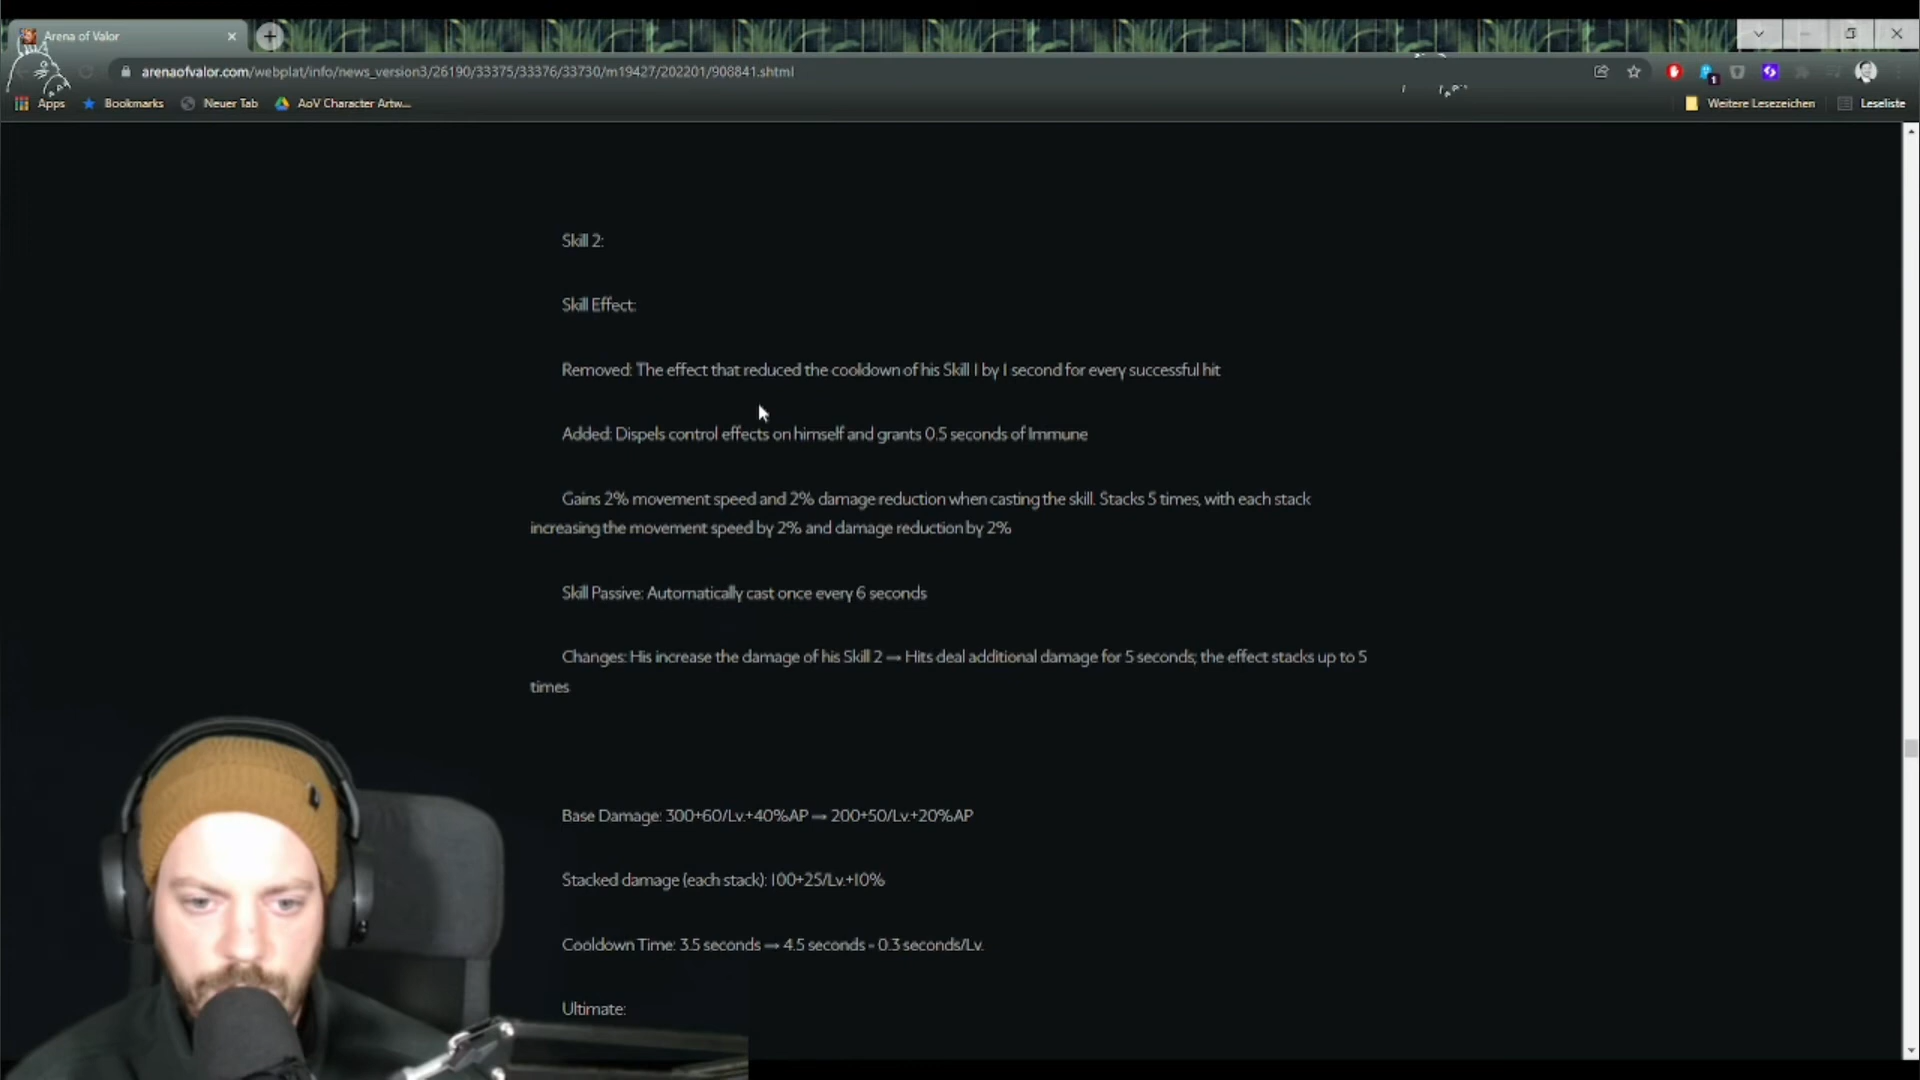 Arena of Valor
arenaofvalor.com/webplat/info/news_version3/26190/33375/33376/33730/m19427/202201/908841.shtml
1
Apps
Bookmarks
Neuer Tab
AoV Character Artw...
Weitere Lesezeichen
Leseliste
Skill 2:
Skill Effect:
Removed: The effect that reduced the cooldown of his Skill 1 by 1 second for every successful hit
Added: Dispels control effects on himself and grants 0.5 seconds of Immune
Gains 2% movement speed and 2% damage reduction when casting the skill. Stacks 5 times, with each stack
increasing the movement speed by 2% and damage reduction by 2%
Skill Passive: Automatically cast once every 6 seconds
Changes: His increase the damage of his Skill 2 → Hits deal additional damage for 5 seconds; the effect stacks up to 5
times
Base Damage: 300+60/Lv.+40%AP → 200+50/Lv.+20%AP
Stacked damage (each stack): 100+25/Lv.+10%
Cooldown Time: 3.5 seconds → 4.5 seconds - 0.3 seconds/Lv.
Ultimate: